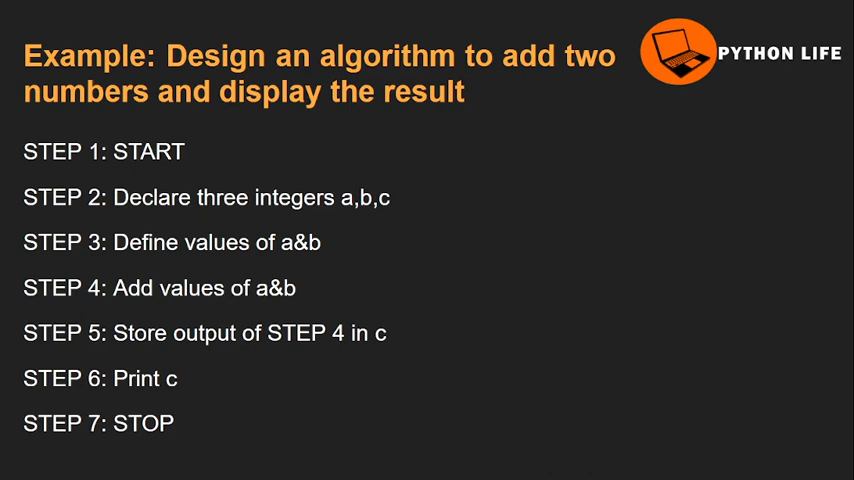 Example: Design an algorithm to add two
numbers and display the result
PYTHON LIFE
STEP 1: START
STEP 2: Declare three integers a,b,c
STEP 3: Define values of a&b
STEP 4: Add values of a&b
STEP 5: Store output of STEP 4 in c
STEP 6: Print c
STEP 7: STOP